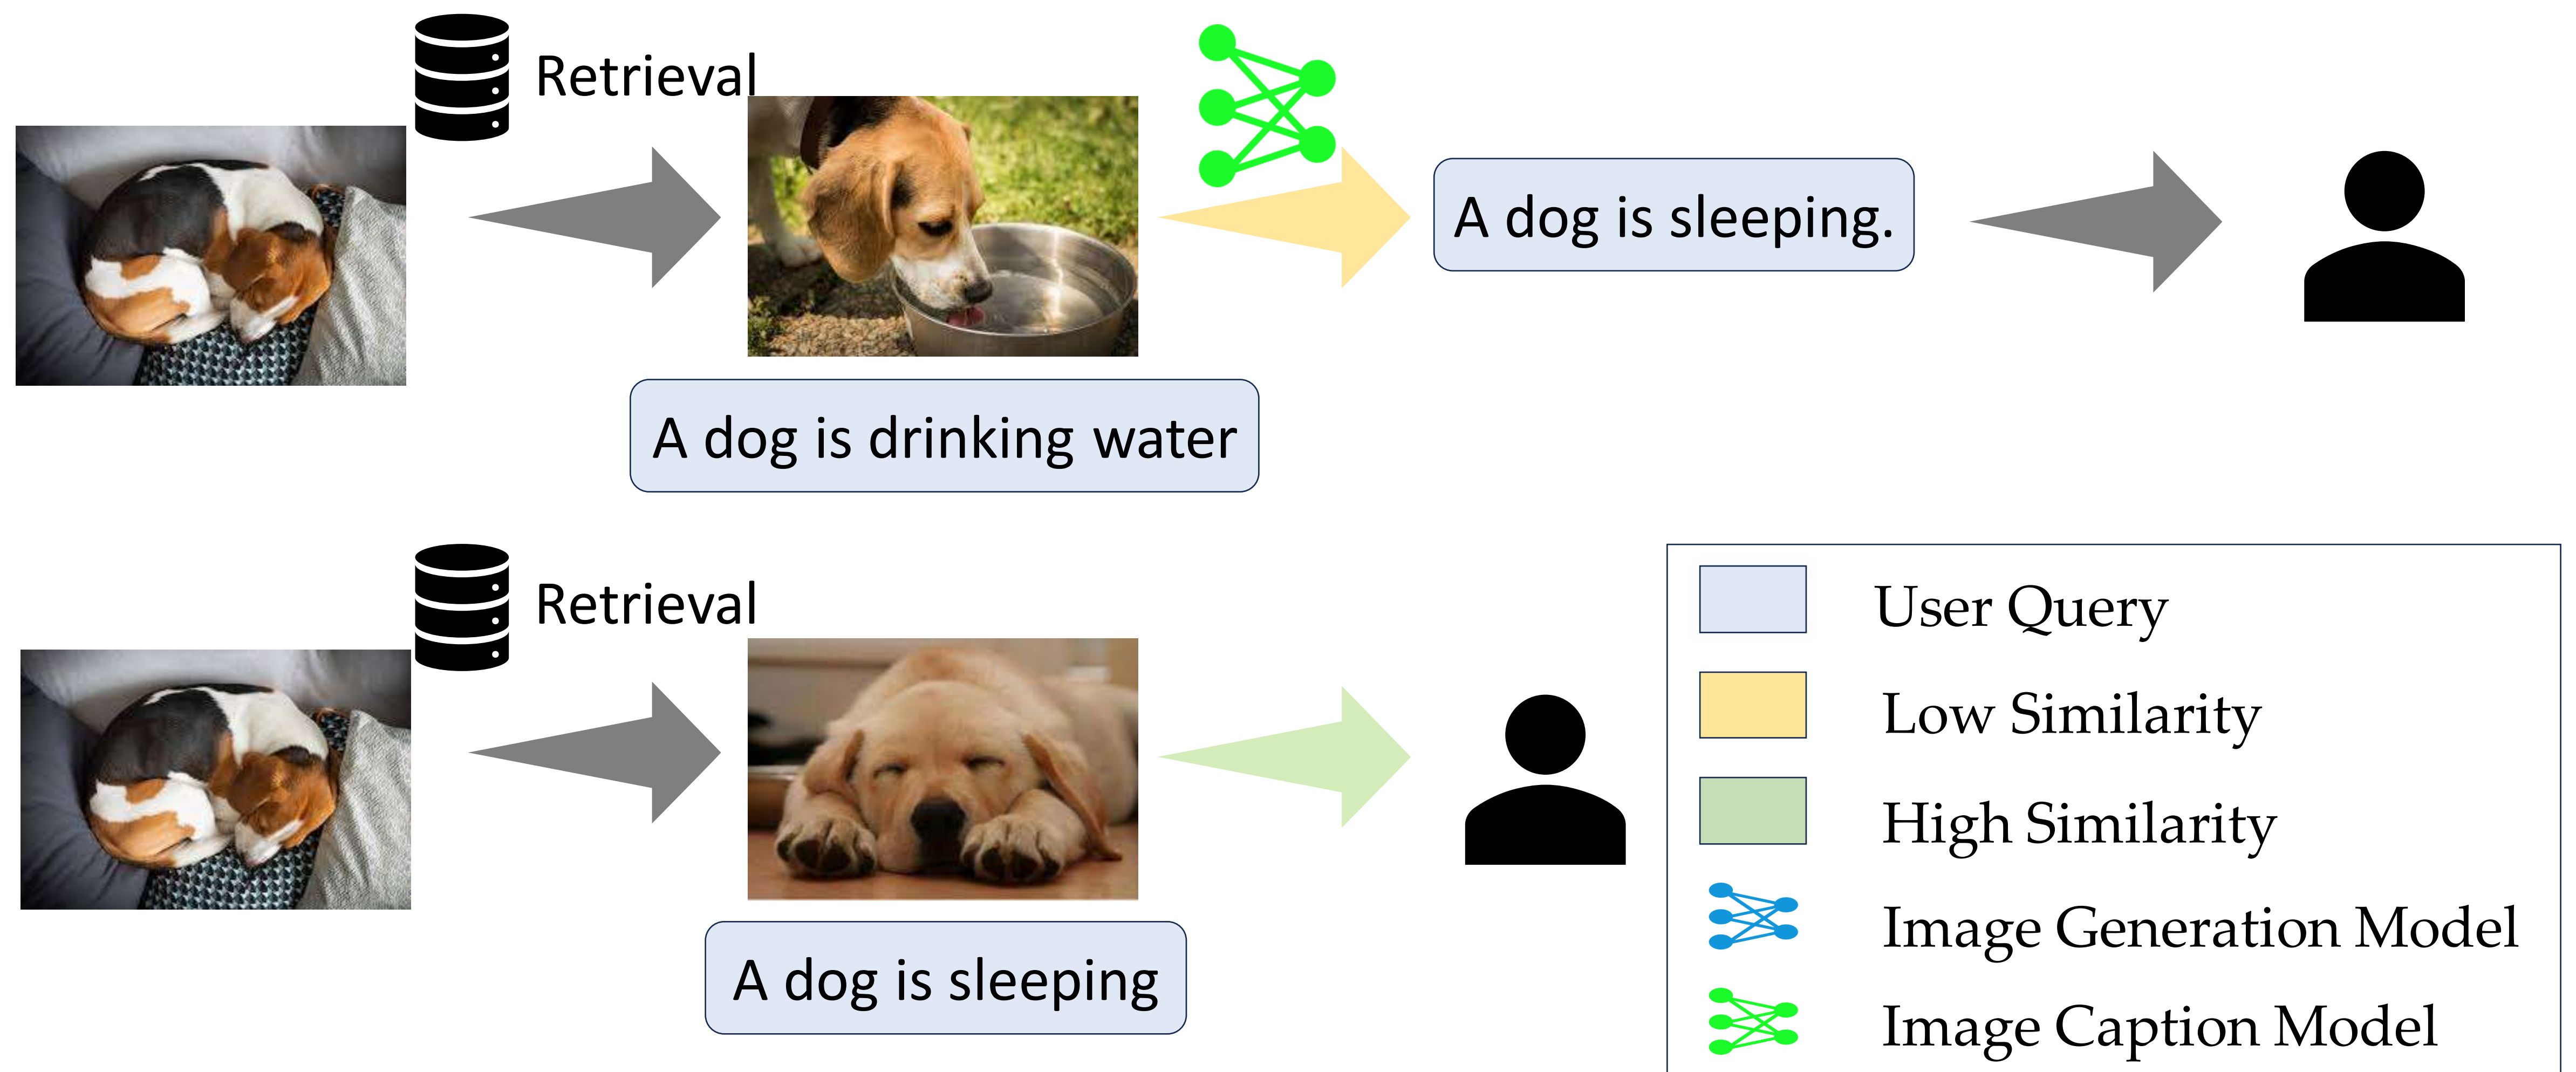 Retrieval
A dog is sleeping.
A dog is drinking water
Retrieval
A dog is sleeping
User Query
Low Similarity
High Similarity
Image Generation Model
Image Caption Model